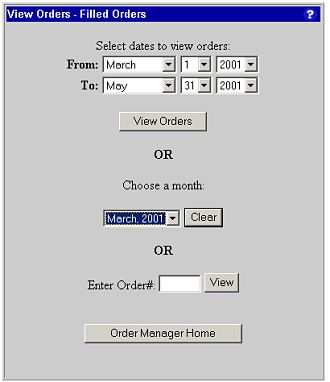 View Orders - Filled Orders ?
Select dates to view orders:
From: March 1 2001
To: May 31 2001
View Orders
OR
Choose a month:
March, 2001 Clear
OR
Enter Order#: View
Order Manager Home